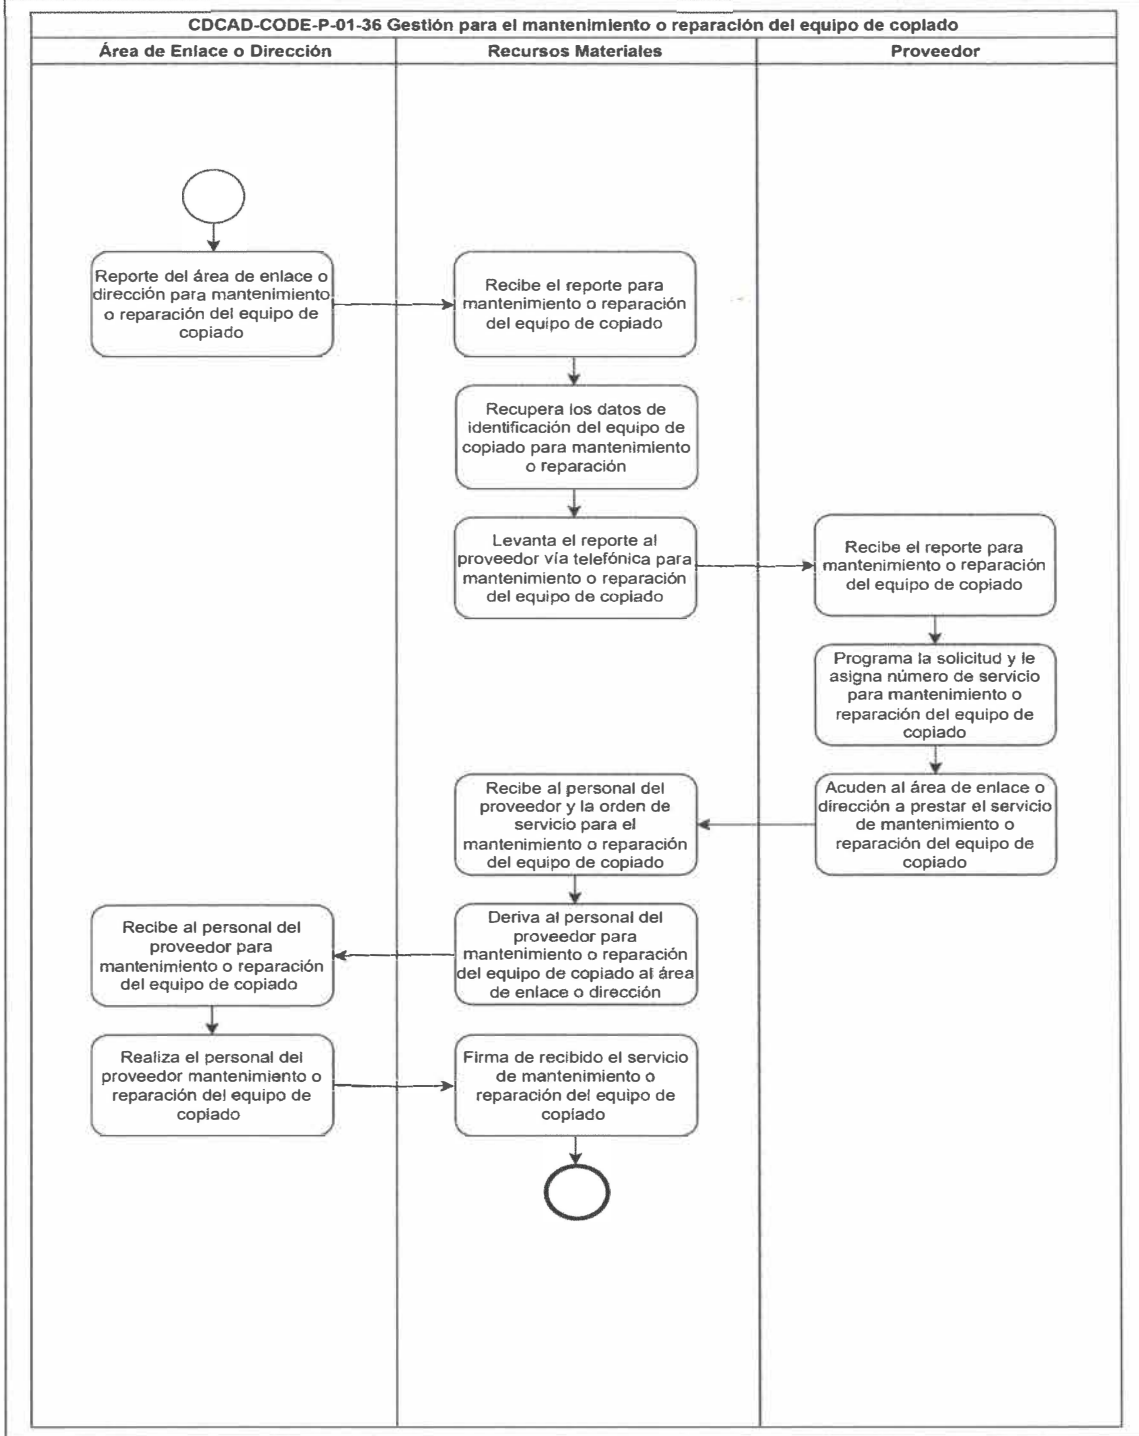 CDCAD-CODE-P-01-36 Gestión para el mantenimiento o reparación del equipo de copiado
Área de Enlace o Dirección
Recursos Materiales
Proveedor
Reporte del área de enlace o
dirección para mantenimiento
o reparación del equipo de
copiado
Recibe el reporte para
mantenimiento o reparación
del equipo de copiado
Recupera los datos de
identificación del equipo de
copiado para mantenimiento
o reparación
Levanta el reporte al
proveedor vía telefónica para
mantenimiento o reparación
del equipo de copiado
Recibe el reporte para
mantenimiento o reparación
del equipo de copiado
Programa la solicitud y le
asigna número de servicio
para mantenimiento o
reparación del equipo de
copiado
Acuden al área de enlace o
dirección a prestar el servicio
de mantenimiento o
reparación del equipo de
copiado
Recibe al personal del
proveedor y la orden de
servicio para el
mantenimiento o reparación
del equipo de copiado
Deriva al personal del
proveedor para
mantenimiento o reparación
del equipo de copiado al área
de enlace o dirección
Recibe al personal del
proveedor para
mantenimiento o reparación
del equipo de copiado
Realiza el personal del
proveedor mantenimiento o
reparación del equipo de
copiado
Firma de recibido el servicio
de mantenimiento o
reparación del equipo de
copiado